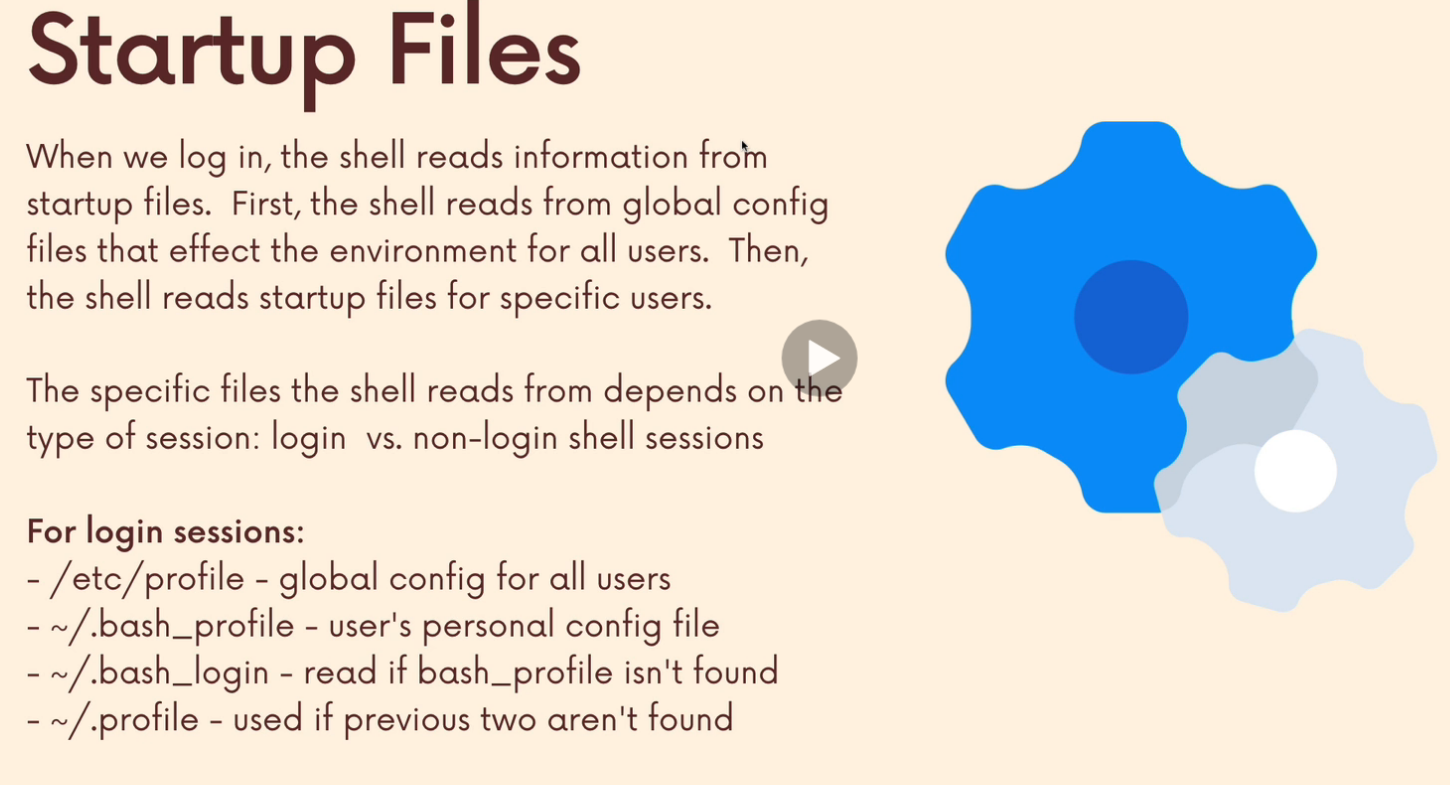 Startup Files
When we log in, the shell reads information from
startup files.  First, the shell reads from global config
files that effect the environment for all users.  Then,
the shell reads startup files for specific users.
The specific files the shell reads from depends on the
type of session: login  vs. non-login shell sessions
For login sessions:
- /etc/profile - global config for all users
- ~/.bash_profile - user's personal config file
- ~/.bash_login - read if bash_profile isn't found
- ~/.profile - used if previous two aren't found